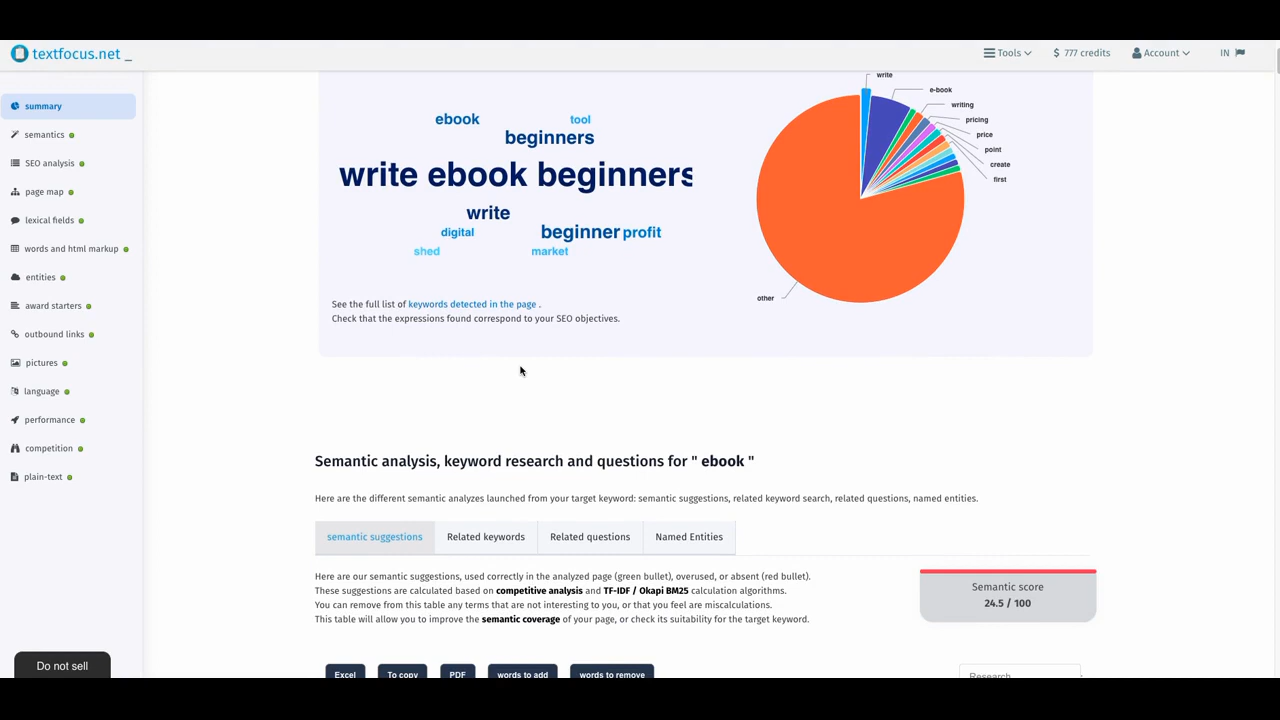 textfocus.net _
Tools
$ 777 credits
Account
IN
summary
semantics
SEO analysis
page map
lexical fields
words and html markup
entities
award starters
outbound links
pictures
language
performance
competition
plain-text
Do not sell
ebook
tool
beginners
write ebook beginners
write
digital
beginner
profit
shed
market
write
e-book
writing
pricing
price
point
create
first
other
See the full list of keywords detected in the page .
Check that the expressions found correspond to your SEO objectives.
Semantic analysis, keyword research and questions for " ebook "
Here are the different semantic analyzes launched from your target keyword: semantic suggestions, related keyword search, related questions, named entities.
semantic suggestions
Related keywords
Related questions
Named Entities
Here are our semantic suggestions, used correctly in the analyzed page (green bullet), overused, or absent (red bullet).
These suggestions are calculated based on competitive analysis and TF-IDF / Okapi BM25 calculation algorithms.
You can remove from this table any terms that are not interesting to you, or that you feel are miscalculations.
This table will allow you to improve the semantic coverage of your page, or check its suitability for the target keyword.
Semantic score
24.5 / 100
Excel
To copy
PDF
words to add
words to remove
Research